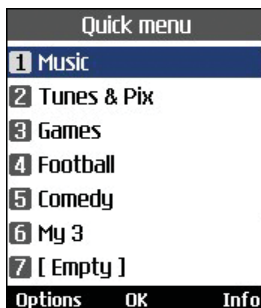 Quick menu
1 Music
2 Tunes & Pix
3 Games
4 Football
5 Comedy
6 My 3
7 [ Empty ]
Options OK Info